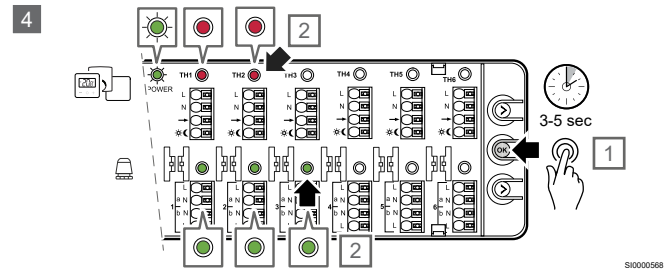 4
2
TH1 TH2 TH3 TH4 TH5 TH6
POWER
L L L L L L
N N N N N N
3-5 sec
OK
1
L L L L L L
a N a N a N a N a N a N
1 2 3 4 5 6
b N b N b N b N b N b N
2
SI0000568